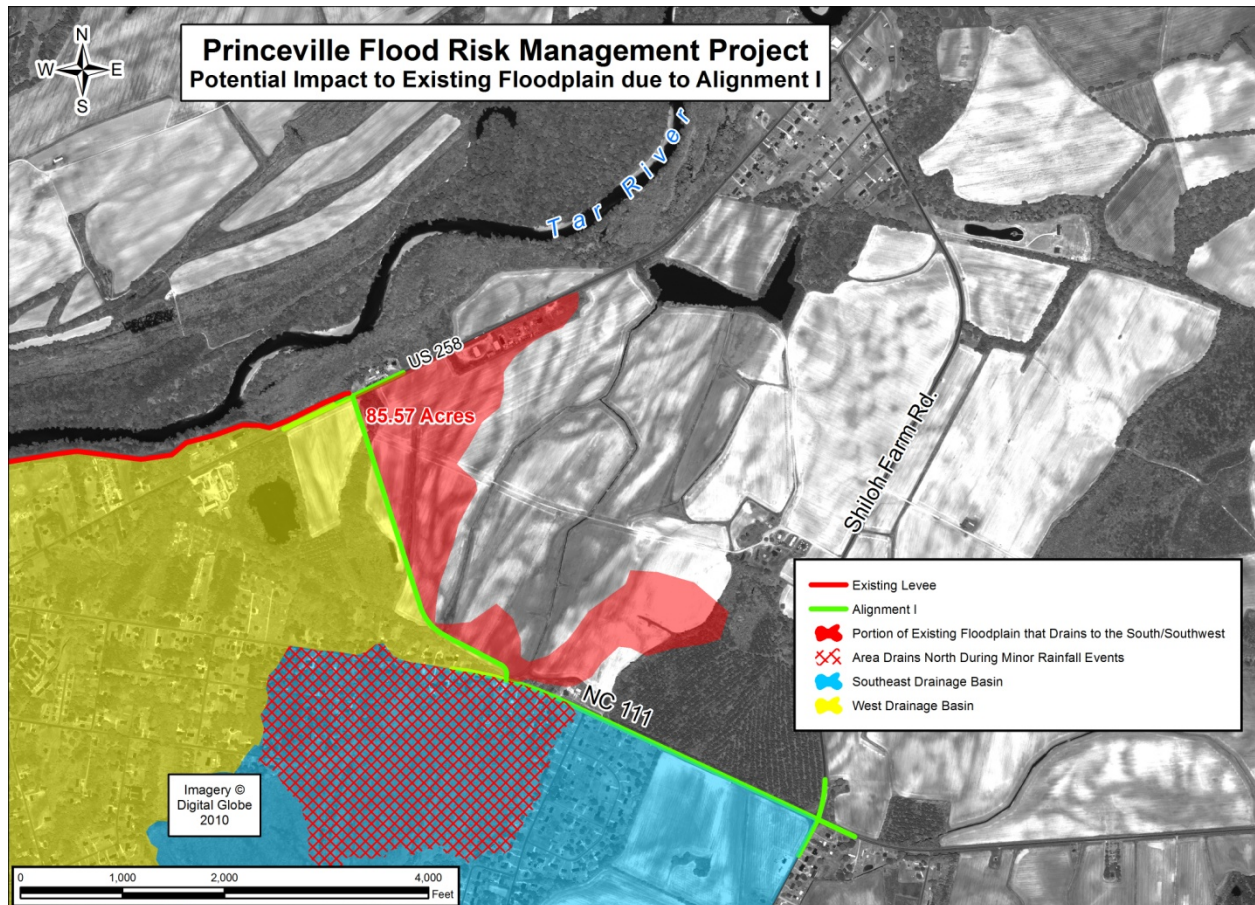 Princeville Flood Risk Management Project
Potential Impact to Existing Floodplain due to Alignment I
N
W E
S
Tar River
US 258
85.57 Acres
Shiloh Farm Rd.
NC 111
Existing Levee
Alignment I
Portion of Existing Floodplain that Drains to the South/Southwest
Area Drains North During Minor Rainfall Events
Southeast Drainage Basin
West Drainage Basin
Imagery ©
Digital Globe
2010
0 1,000 2,000 4,000
Feet